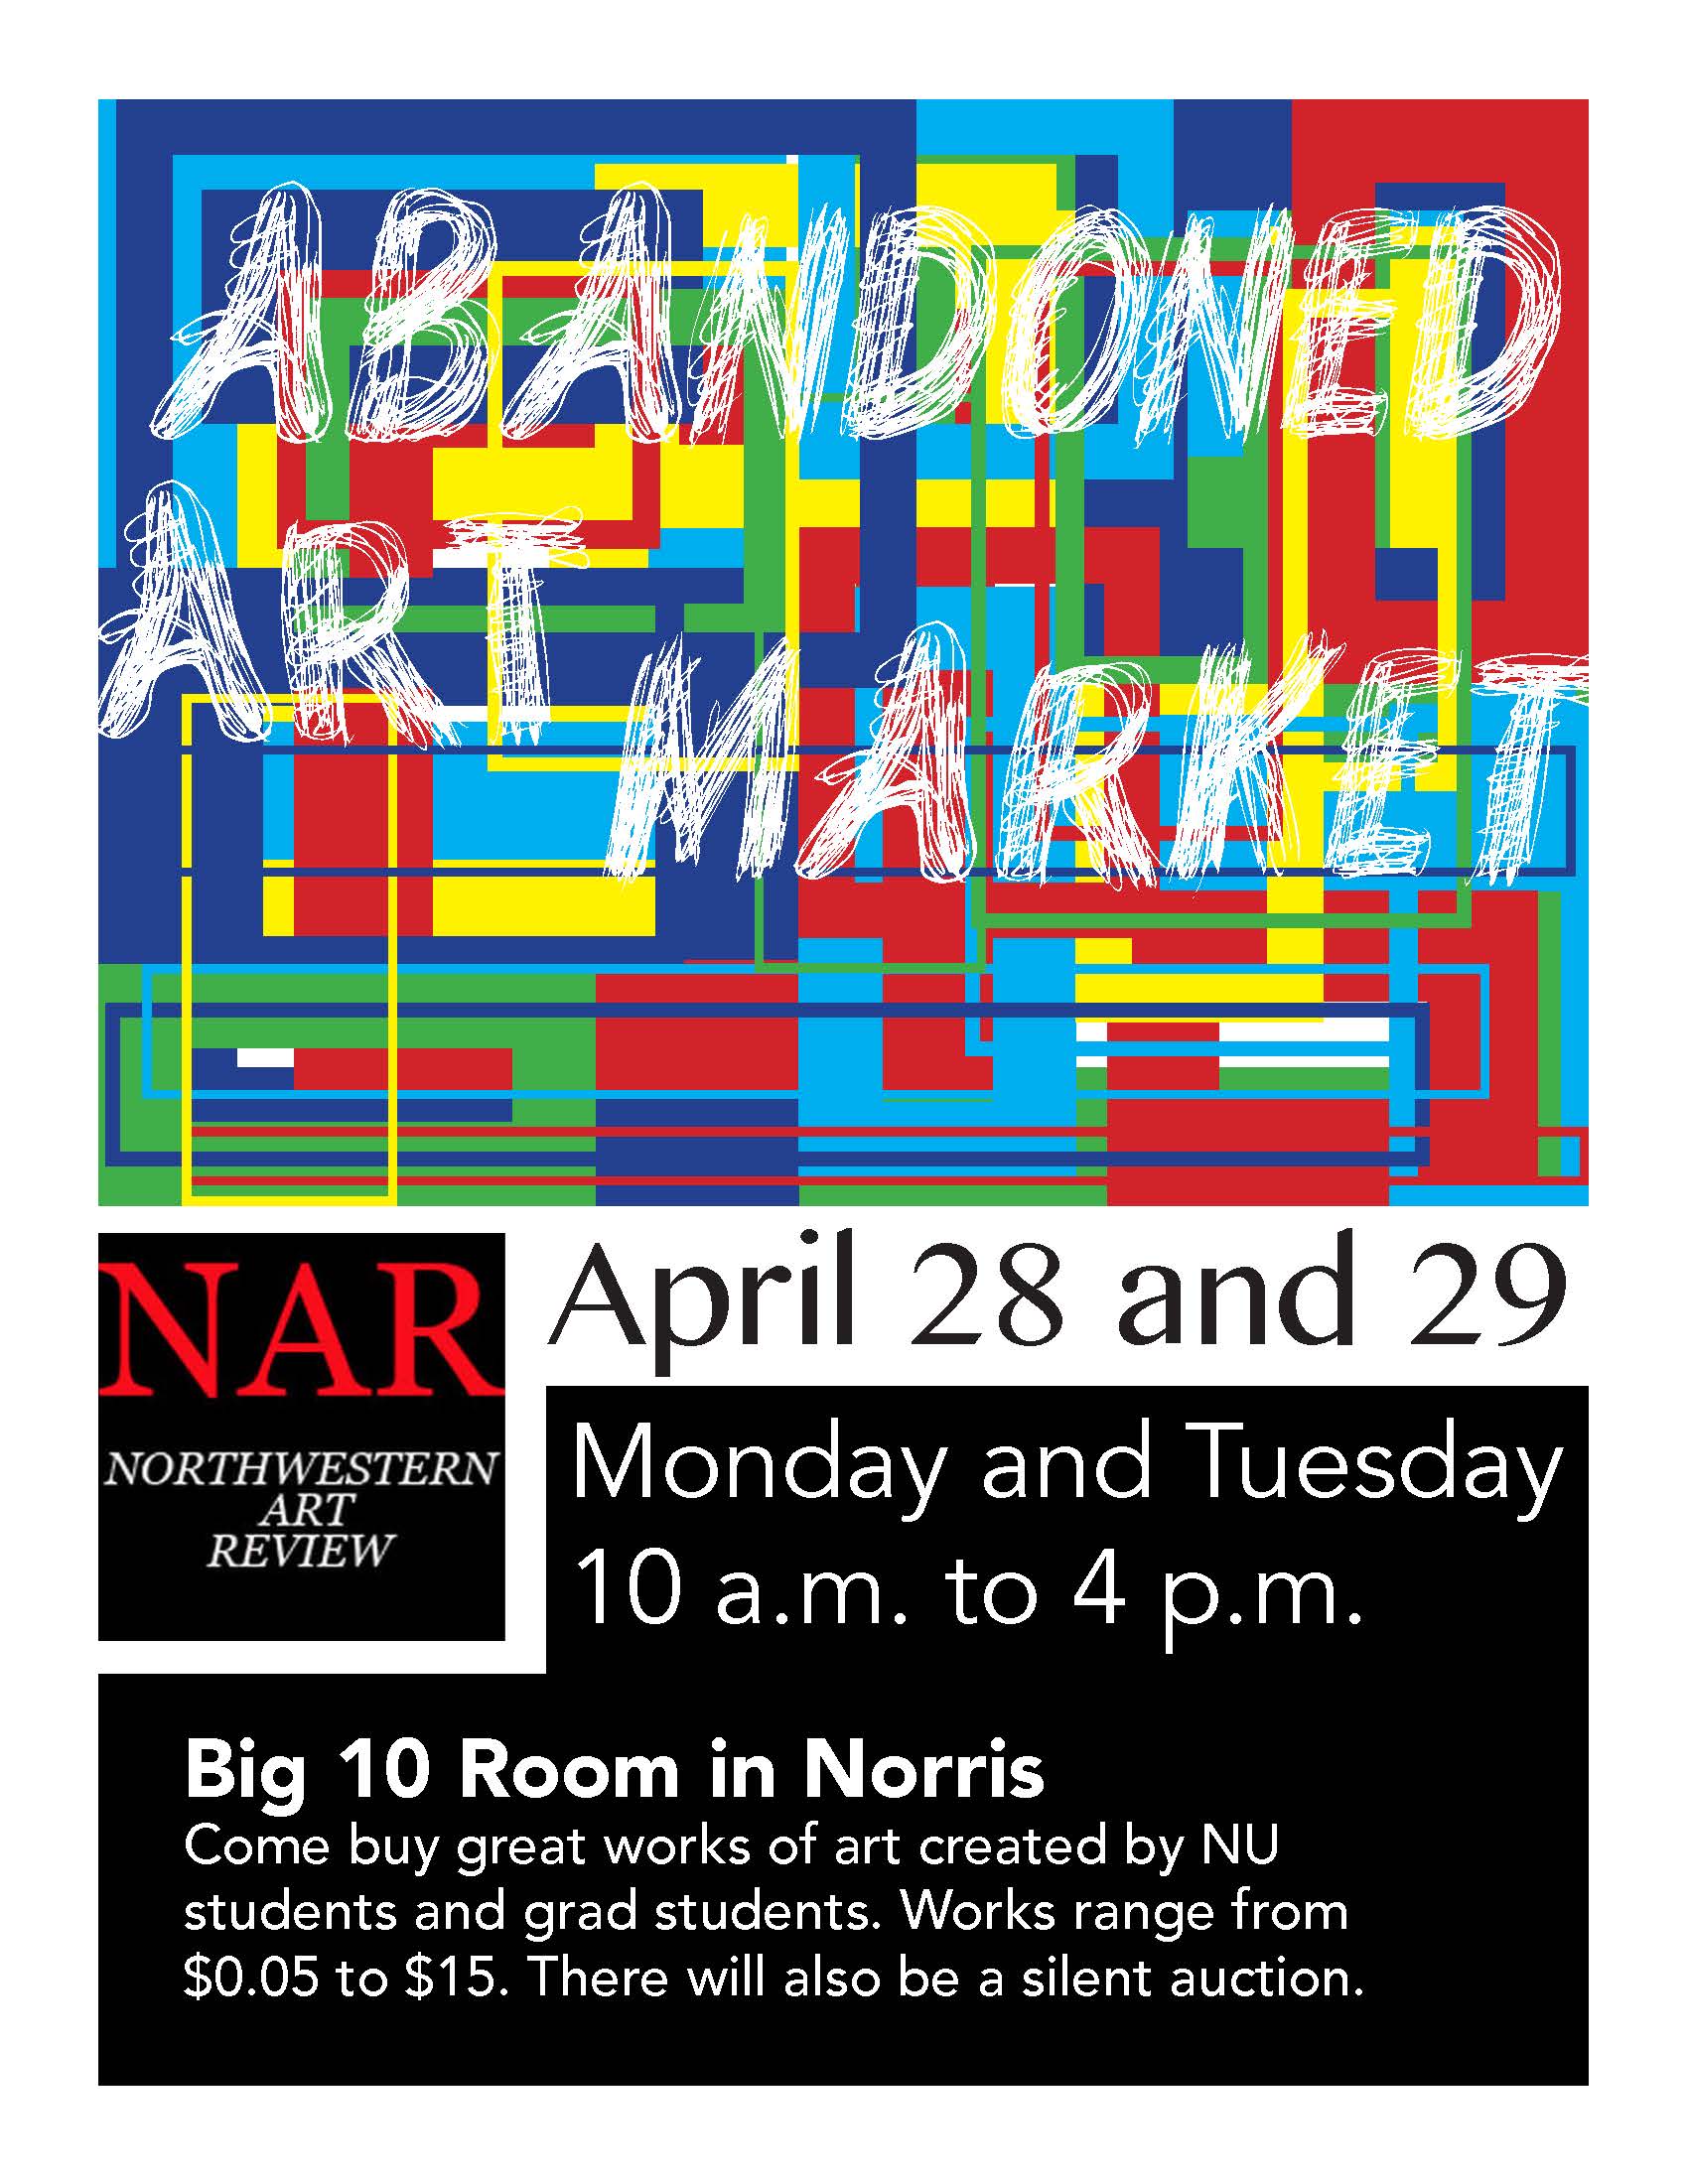 ABANDONED
ART
MARKET
NAR
NORTHWESTERN
ART
REVIEW
April 28 and 29
Monday and Tuesday
10 a.m. to 4 p.m.
Big 10 Room in Norris
Come buy great works of art created by NU
students and grad students. Works range from
$0.05 to $15. There will also be a silent auction.